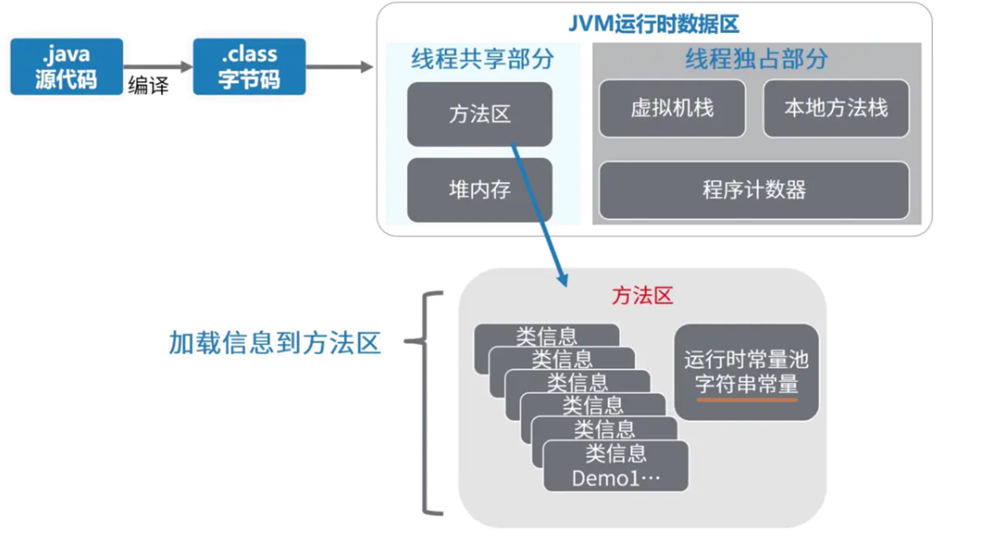 JVM运行时数据区
.java
源代码
编译
.class
字节码
线程共享部分
方法区
堆内存
线程独占部分
虚拟机栈
本地方法栈
程序计数器
加载信息到方法区
方法区
类信息
类信息
类信息
类信息
类信息
类信息
Demo1…
运行时常量池
字符串常量